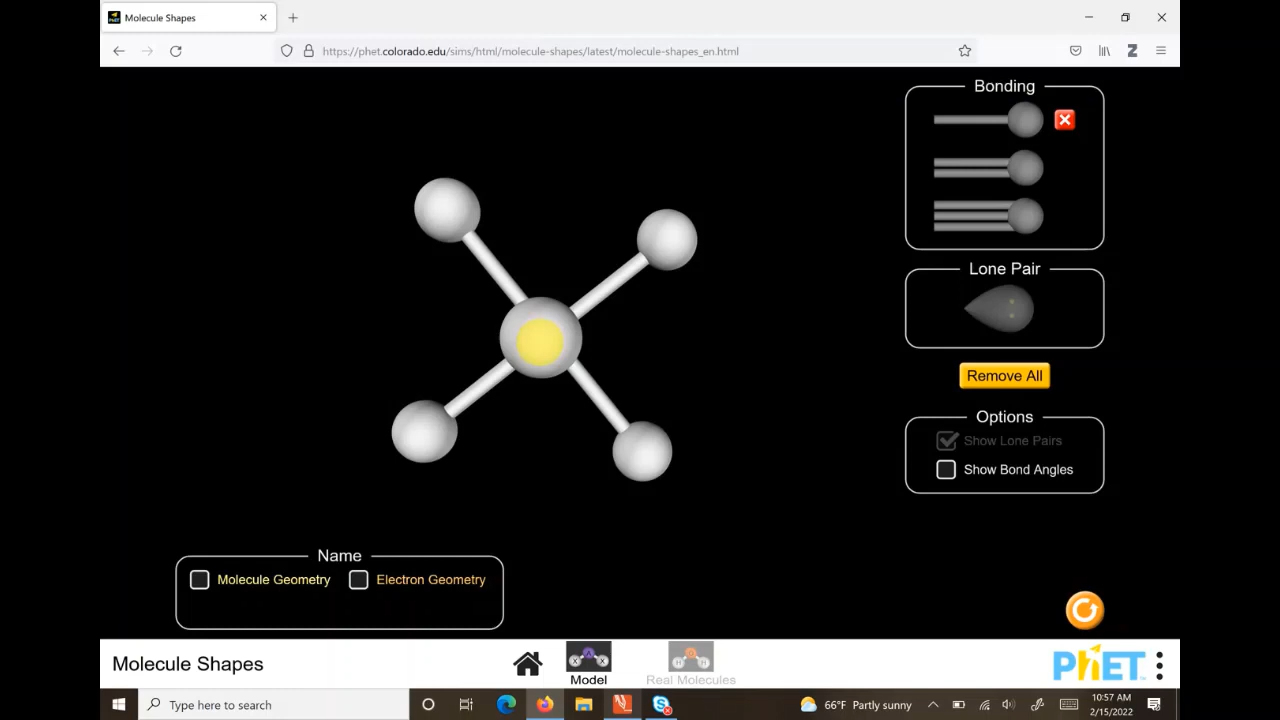 Molecule Shapes
https://phet.colorado.edu/sims/html/molecule-shapes/latest/molecule-shapes_en.html
Bonding
Lone Pair
Remove All
Options
Show Lone Pairs
Show Bond Angles
Name
Molecule Geometry
Electron Geometry
Molecule Shapes
Model
Real Molecules
PhET
Type here to search
66°F Partly sunny
10:57 AM
2/15/2022